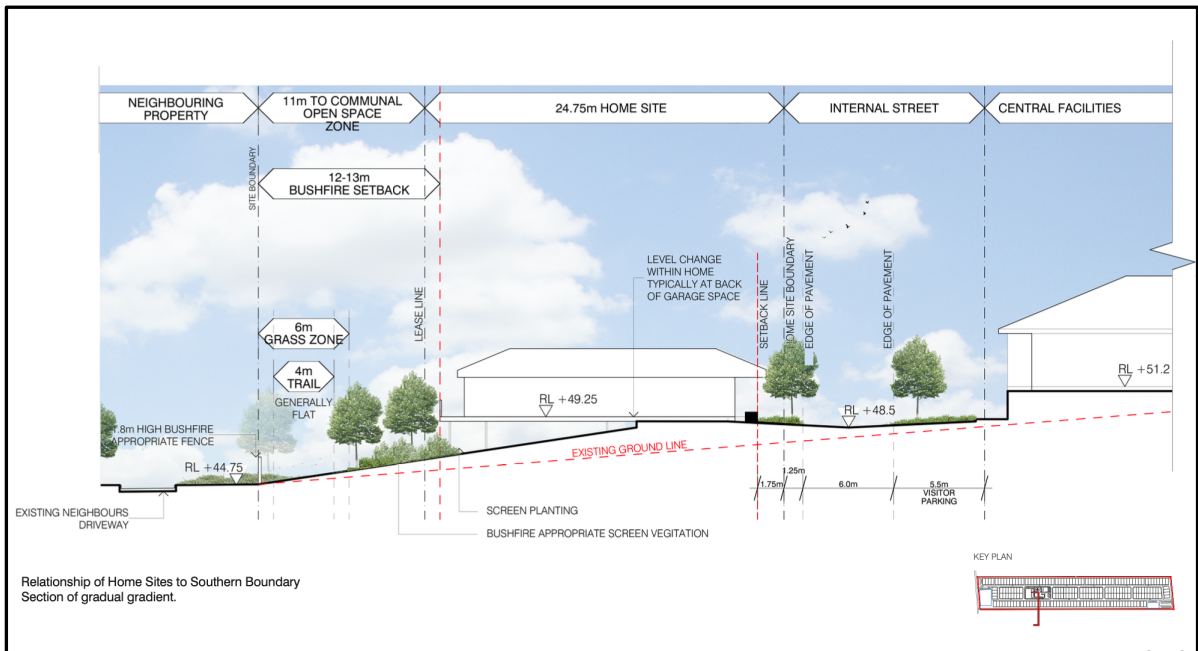 NEIGHBOURING
PROPERTY
11m TO COMMUNAL
OPEN SPACE
ZONE
24.75m HOME SITE
INTERNAL STREET
CENTRAL FACILITIES
12-13m
BUSHFIRE SETBACK
SITE BOUNDARY
LEASE LINE
6m
GRASS ZONE
4m
TRAIL
GENERALLY
FLAT
LEVEL CHANGE
WITHIN HOME
TYPICALLY AT BACK
OF GARAGE SPACE
SETBACK LINE
HOME SITE BOUNDARY
EDGE OF PAVEMENT
EDGE OF PAVEMENT
RL +51.2
RL +49.25
RL +48.5
1.8m HIGH BUSHFIRE
APPROPRIATE FENCE
RL +44.75
EXISTING GROUND LINE
1.25m
1.75m
6.0m
5.5m
VISITOR
PARKING
EXISTING NEIGHBOURS
DRIVEWAY
SCREEN PLANTING
BUSHFIRE APPROPRIATE SCREEN VEGITATION
KEY PLAN
Relationship of Home Sites to Southern Boundary
Section of gradual gradient.